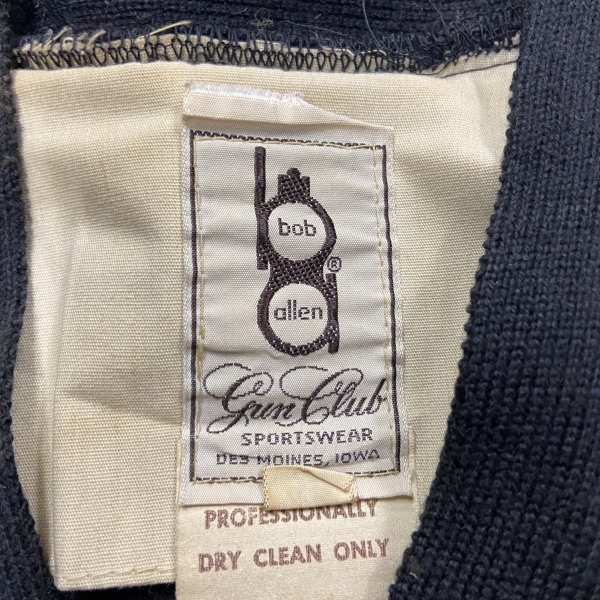 bob
®
allen
Gun Club
SPORTSWEAR
DES MOINES, IOWA
PROFESSIONALLY
DRY CLEAN ONLY